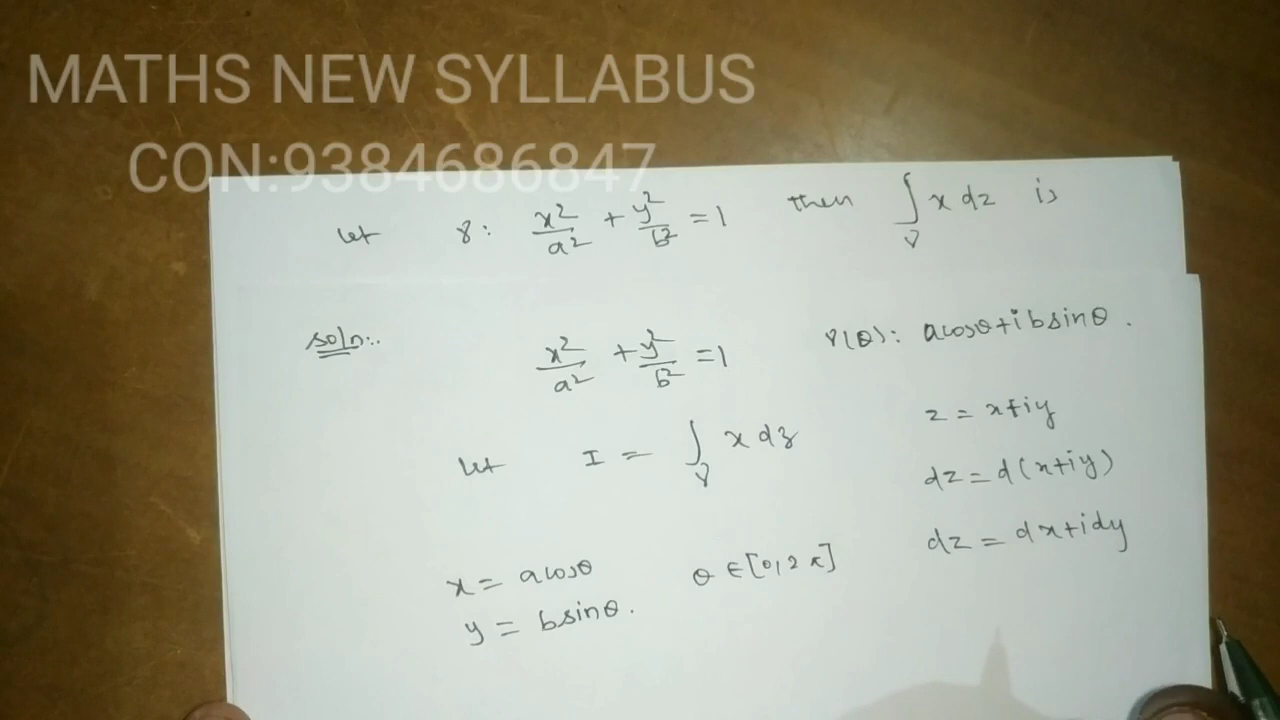 MATHS NEW SYLLABUS
CON:9384686847
Let γ: x²/a² + y²/b² = 1 then ∫γ x dz is
Soln:-
x²/a² + y²/b² = 1 γ(θ): acosθ+i bsinθ.
z = x+iy
Let I = ∫γ x dz
dz = d(x+iy)
dz = dx+idy
x = acosθ θ ∈ [0,2π]
y = bsinθ.